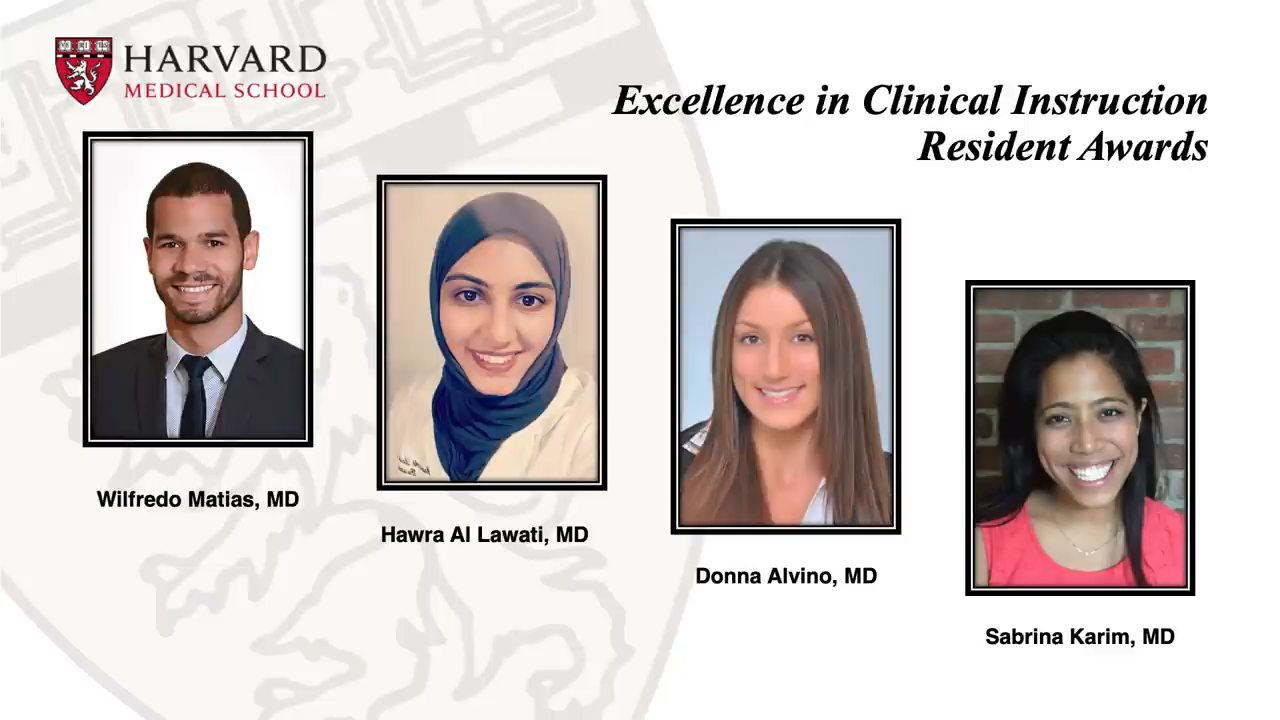 HARVARD
MEDICAL SCHOOL
Excellence in Clinical Instruction
Resident Awards
Wilfredo Matias, MD
Hawra Al Lawati, MD
Donna Alvino, MD
Sabrina Karim, MD